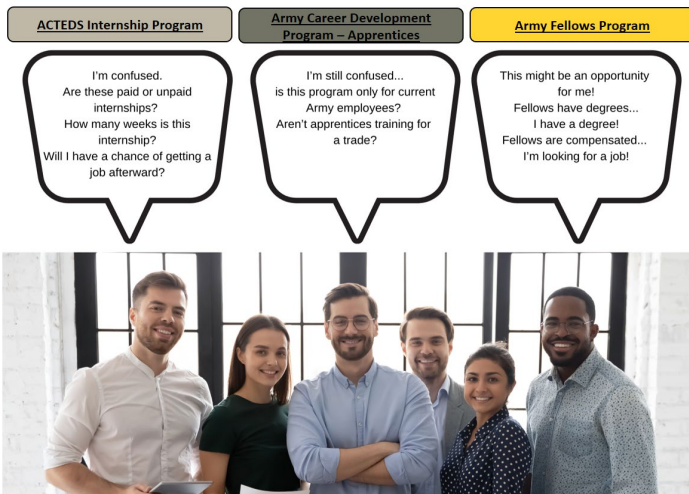 ACTEDS Internship Program
Army Career Development
Program – Apprentices
Army Fellows Program
I'm confused.
Are these paid or unpaid
internships?
How many weeks is this
internship?
Will I have a chance of getting a
job afterward?
I'm still confused...
is this program only for current
Army employees?
Aren't apprentices training for
a trade?
This might be an opportunity
for me!
Fellows have degrees...
I have a degree!
Fellows are compensated...
I'm looking for a job!